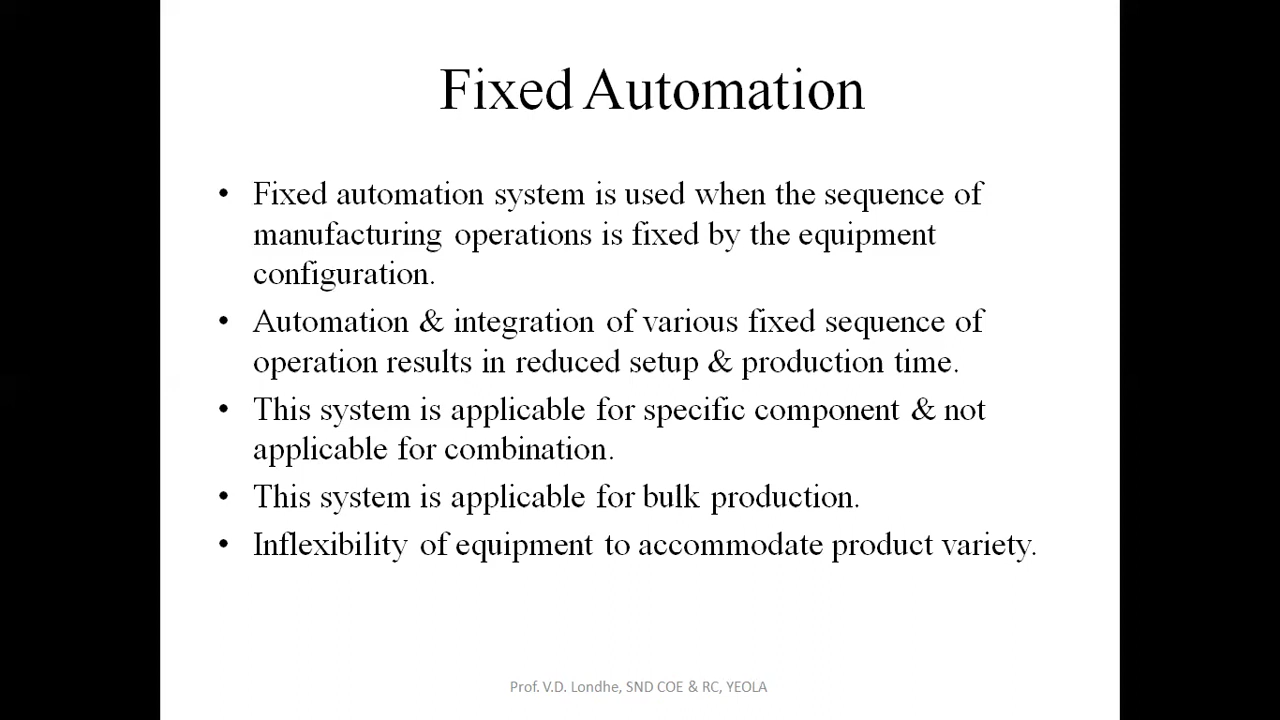 Fixed Automation
• Fixed automation system is used when the sequence of
manufacturing operations is fixed by the equipment
configuration.
• Automation & integration of various fixed sequence of
operation results in reduced setup & production time.
• This system is applicable for specific component & not
applicable for combination.
• This system is applicable for bulk production.
• Inflexibility of equipment to accommodate product variety.
Prof. V.D. Londhe, SND COE & RC, YEOLA